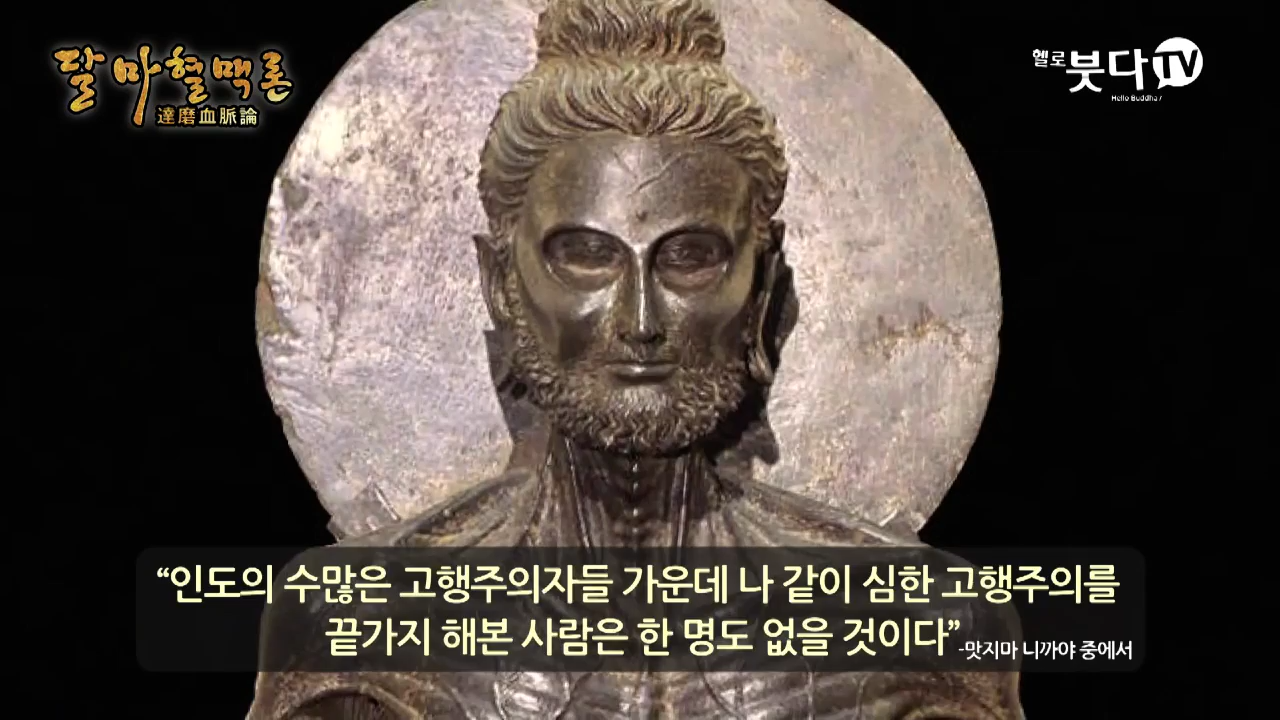 달마혈맥론
達磨血脈論
헬로붓다TV
Hello Buddha
“인도의 수많은 고행주의자들 가운데 나 같이 심한 고행주의를
끝가지 해본 사람은 한 명도 없을 것이다”
-맛지마 니까야 중에서